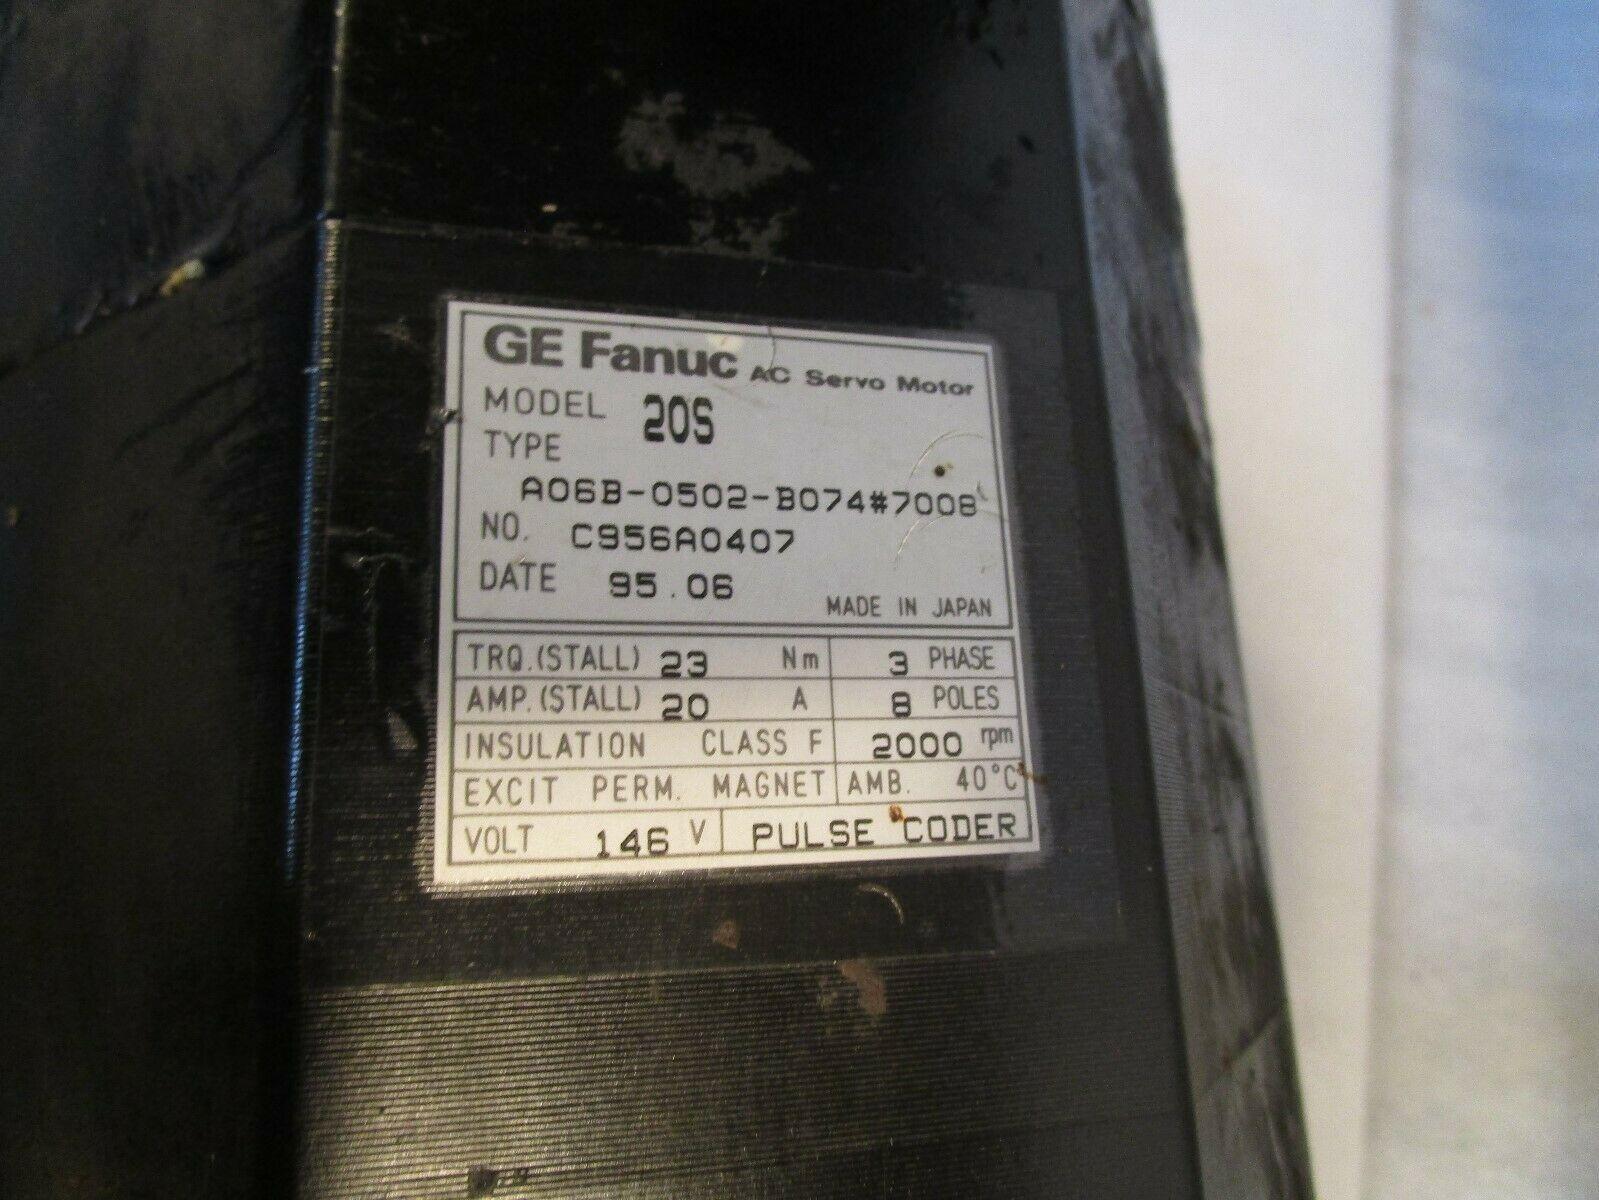 GE Fanuc AC Servo Motor
MODEL 20S
TYPE
A06B-0502-B074#7008
NO. C956A0407
DATE 95.06
MADE IN JAPAN
TRQ.(STALL) 23 Nm 3 PHASE
AMP.(STALL) 20 A 8 POLES
INSULATION CLASS F 2000 rpm
EXCIT PERM. MAGNET AMB. 40°C
VOLT 146 V PULSE CODER